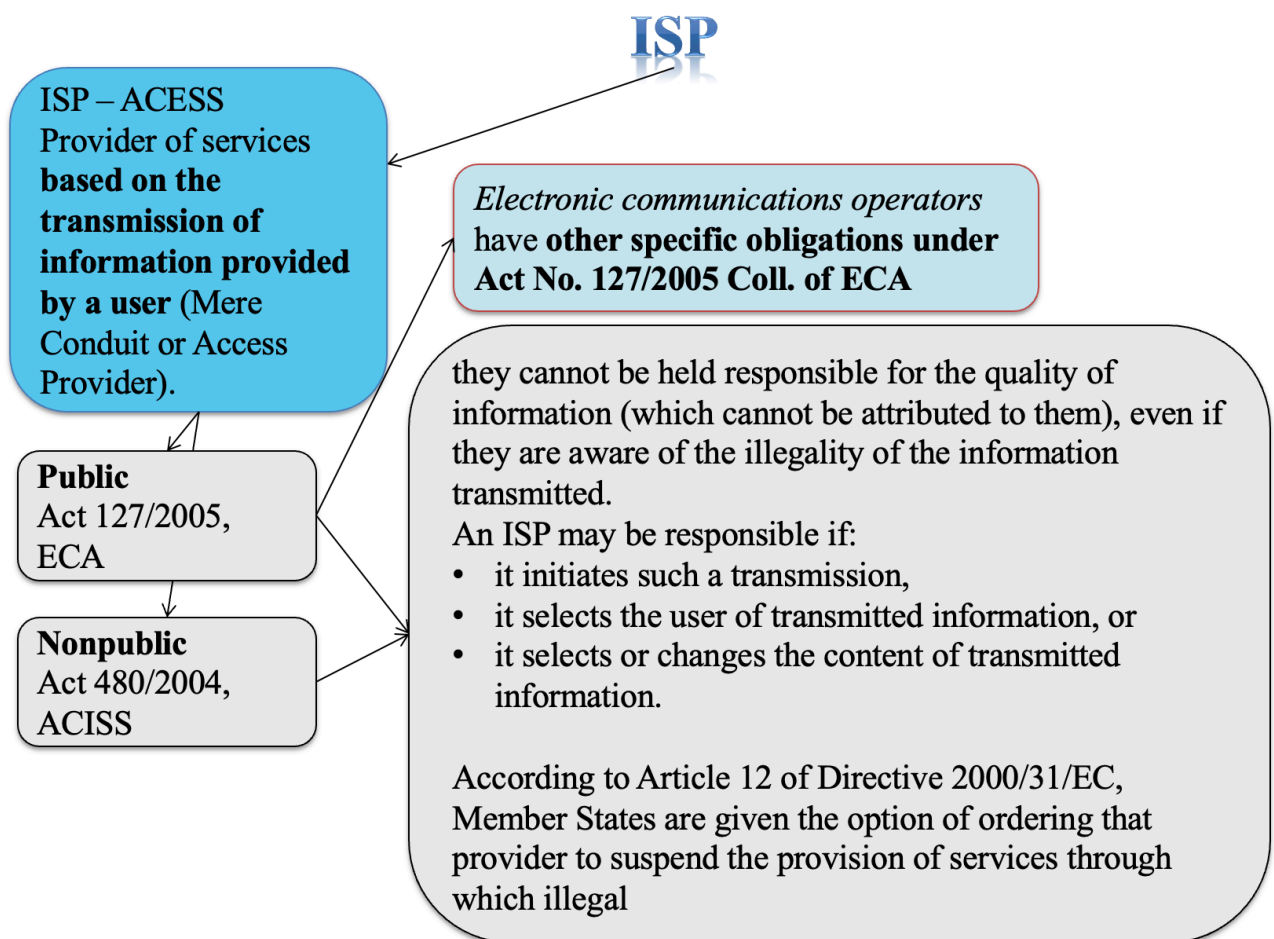 ISP
ISP – ACESS
Provider of services
based on the
transmission of
information provided
by a user (Mere
Conduit or Access
Provider).
Electronic communications operators
have other specific obligations under
Act No. 127/2005 Coll. of ECA
Public
Act 127/2005,
ECA
Nonpublic
Act 480/2004,
ACISS
they cannot be held responsible for the quality of
information (which cannot be attributed to them), even if
they are aware of the illegality of the information
transmitted.
An ISP may be responsible if:
• it initiates such a transmission,
• it selects the user of transmitted information, or
• it selects or changes the content of transmitted
information.
According to Article 12 of Directive 2000/31/EC,
Member States are given the option of ordering that
provider to suspend the provision of services through
which illegal